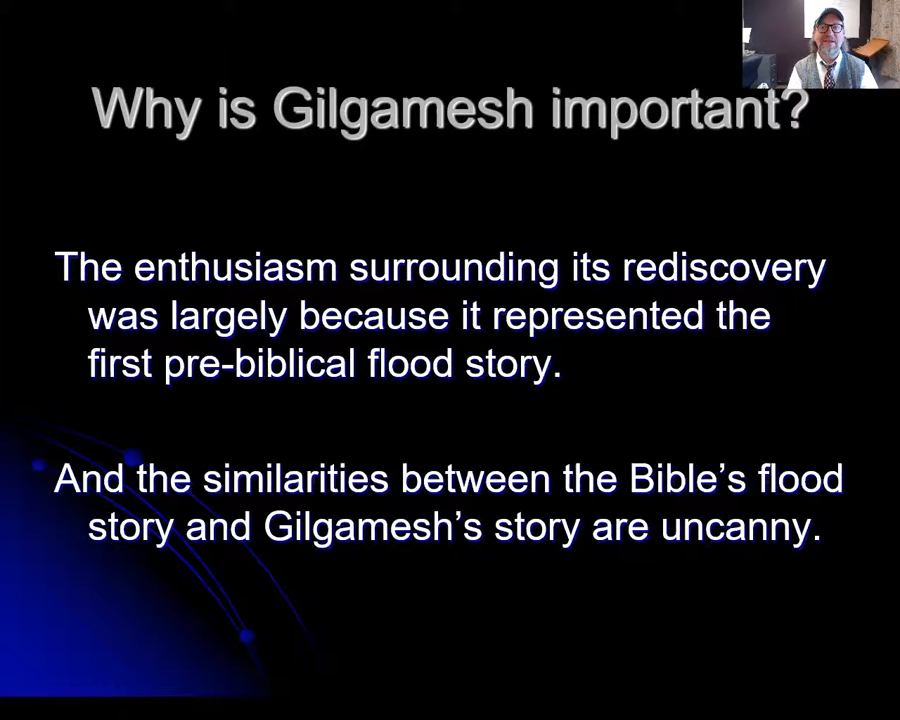 Why is Gilgamesh important?
The enthusiasm surrounding its rediscovery
was largely because it represented the
first pre-biblical flood story.
And the similarities between the Bible’s flood
story and Gilgamesh’s story are uncanny.